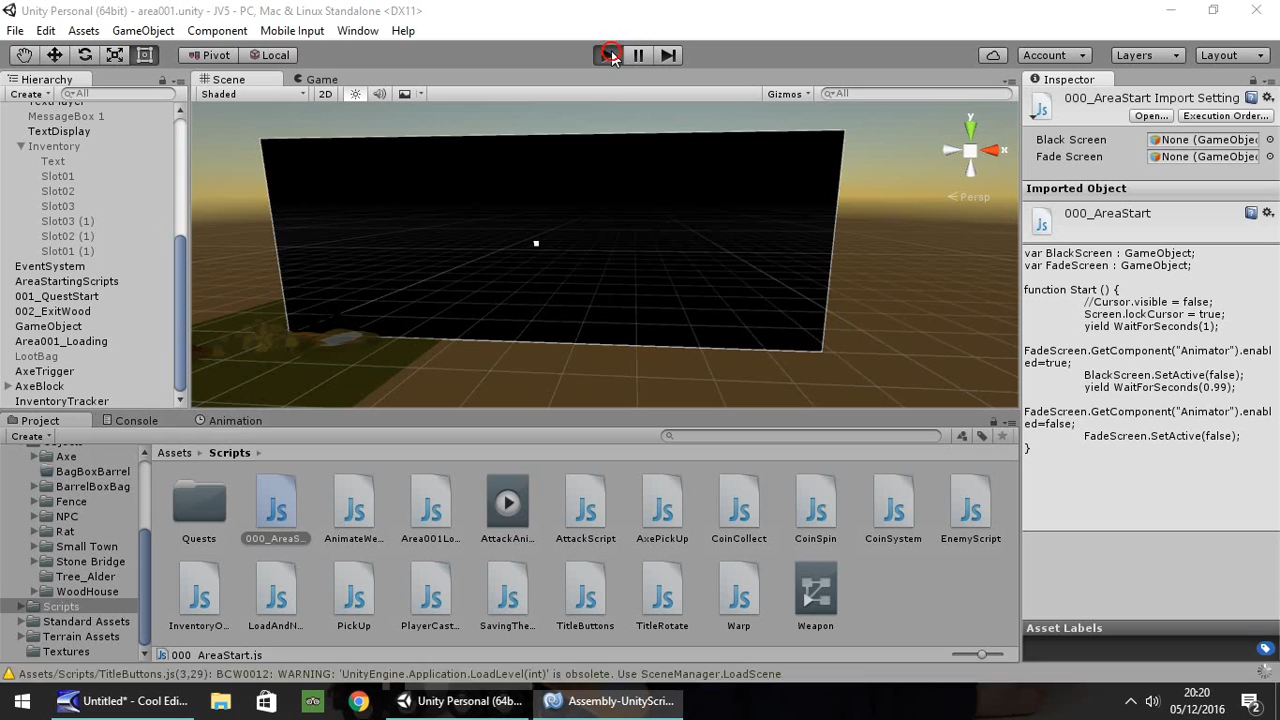 Unity Personal (64bit) - area001.unity - JV5 - PC, Mac & Linux Standalone <DX11>
File Edit Assets GameObject Component Mobile Input Window Help
Pivot Local Account Layers Layout
Hierarchy Scene Game Inspector
Create All Shaded 2D Gizmos All
000_AreaStart Import Setting
Open... Execution Order...
MessageBox 1
TextDisplay
Inventory
Text
Slot01
Slot02
Slot03
Slot03 (1)
Slot02 (1)
Slot01 (1)
EventSystem
AreaStartingScripts
001_QuestStart
002_ExitWood
GameObject
Area001_Loading
LootBag
AxeTrigger
AxeBlock
InventoryTracker
y
x
Persp
Black Screen None (GameObjec
Fade Screen None (GameObjec
Imported Object
000_AreaStart
var BlackScreen : GameObject;
var FadeScreen : GameObject;
function Start () {
//Cursor.visible = false;
Screen.lockCursor = true;
yield WaitForSeconds(1);
FadeScreen.GetComponent("Animator").enabl
ed=true;
BlackScreen.SetActive(false);
yield WaitForSeconds(0.99);
FadeScreen.GetComponent("Animator").enabl
ed=false;
FadeScreen.SetActive(false);
}
Asset Labels
Project Console Animation
Create
Axe
BagBoxBarrel
BarrelBoxBag
Fence
NPC
Rat
Small Town
Stone Bridge
Tree_Alder
WoodHouse
Scripts
Standard Assets
Terrain Assets
Textures
Assets Scripts
Quests 000_AreaS... AnimateWe... Area001Lo... AttackAni... AttackScript AxePickUp CoinCollect CoinSpin CoinSystem EnemyScript
InventoryO... LoadAndN... PickUp PlayerCast... SavingThe... TitleButtons TitleRotate Warp Weapon
000_AreaStart.js
Assets/Scripts/TitleButtons.js(3,29): BCW0012: WARNING: 'UnityEngine.Application.LoadLevel(int)' is obsolete. Use SceneManager.LoadScene
Untitled* - Cool Edi... Unity Personal (64b... Assembly-UnityScri...
20:20
05/12/2016
2